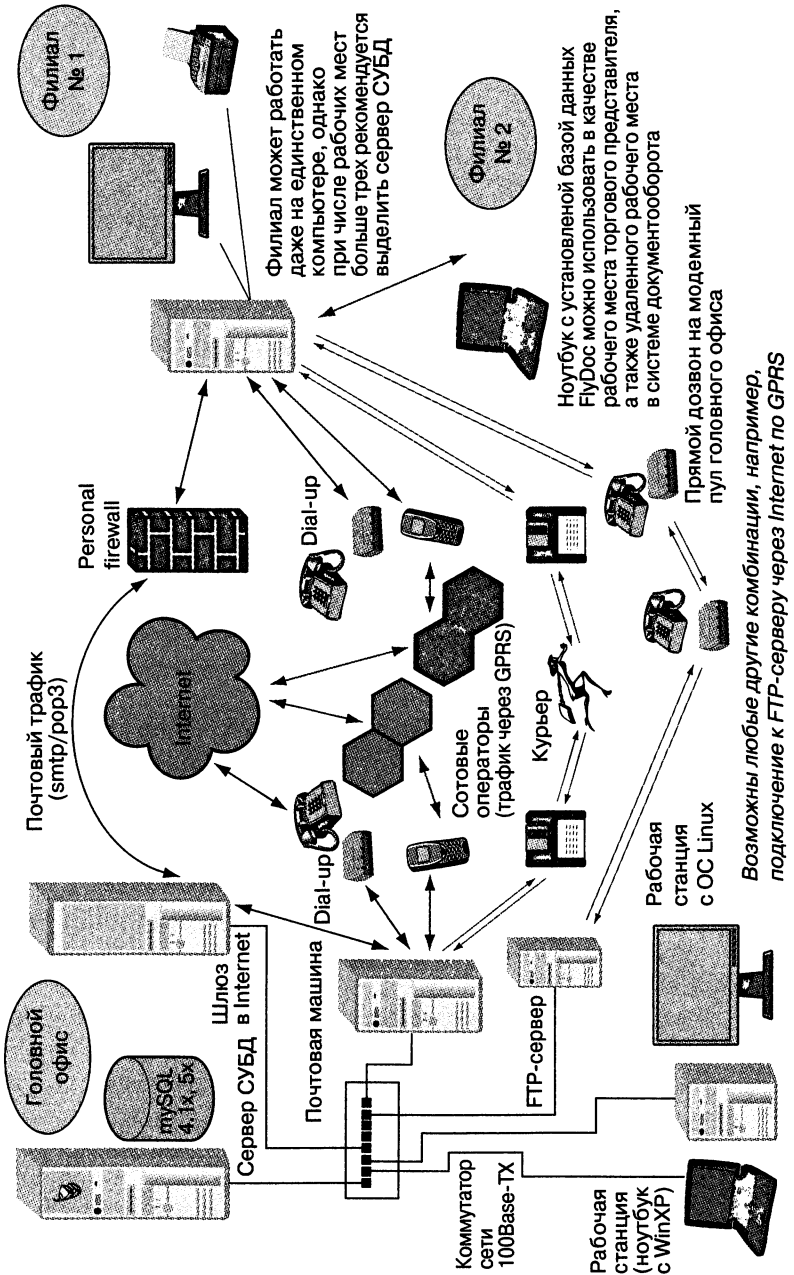 Головной
офис
mySQL
4. 1x, 5x
Сервер СУБД
Шлюз
в Internet
Почтовый трафик
(smtp/pop3)
Personal
firewall
Филиал
№ 1
Internet
Филиал может работать
даже на единственном
компьютере, однако
при числе рабочих мест
больше трех рекомендуется
выделить сервер СУБД
Почтовая машина
Dial-up
Dial-up
Сотовые
операторы
(трафик через GPRS)
Филиал
№ 2
Коммутатор
сети
100Base-TX
FTP-сервер
Курьер
Ноутбук с установленой базой данных
FlyDoc можно использовать в качестве
рабочего места торгового представителя,
а также удаленного рабочего места
в системе документооборота
Рабочая
станция
(ноутбук
с WinXP)
Рабочая
станция
с ОС Linux
Прямой дозвон на модемный
пул головного офиса
Возможны любые другие комбинации, например,
подключение к FTP-серверу через Internet по GPRS